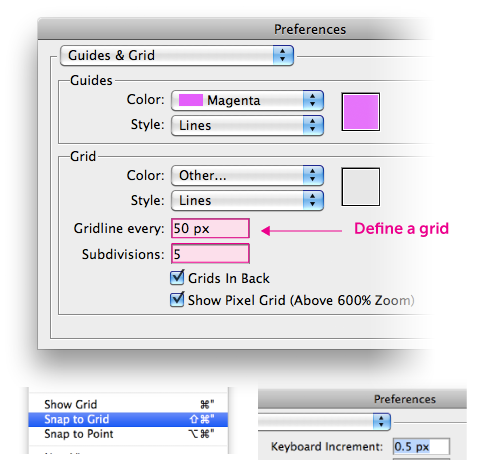 Preferences
Guides & Grid
Guides
Color: Magenta
Style: Lines
Grid
Color: Other...
Style: Lines
Gridline every: 50 px
Define a grid
Subdivisions: 5
Grids In Back
Show Pixel Grid (Above 600% Zoom)
Show Grid ⌘"
Snap to Grid ⇧⌘"
Snap to Point ⌥⌘"
Preferences
Keyboard Increment: 0.5 px